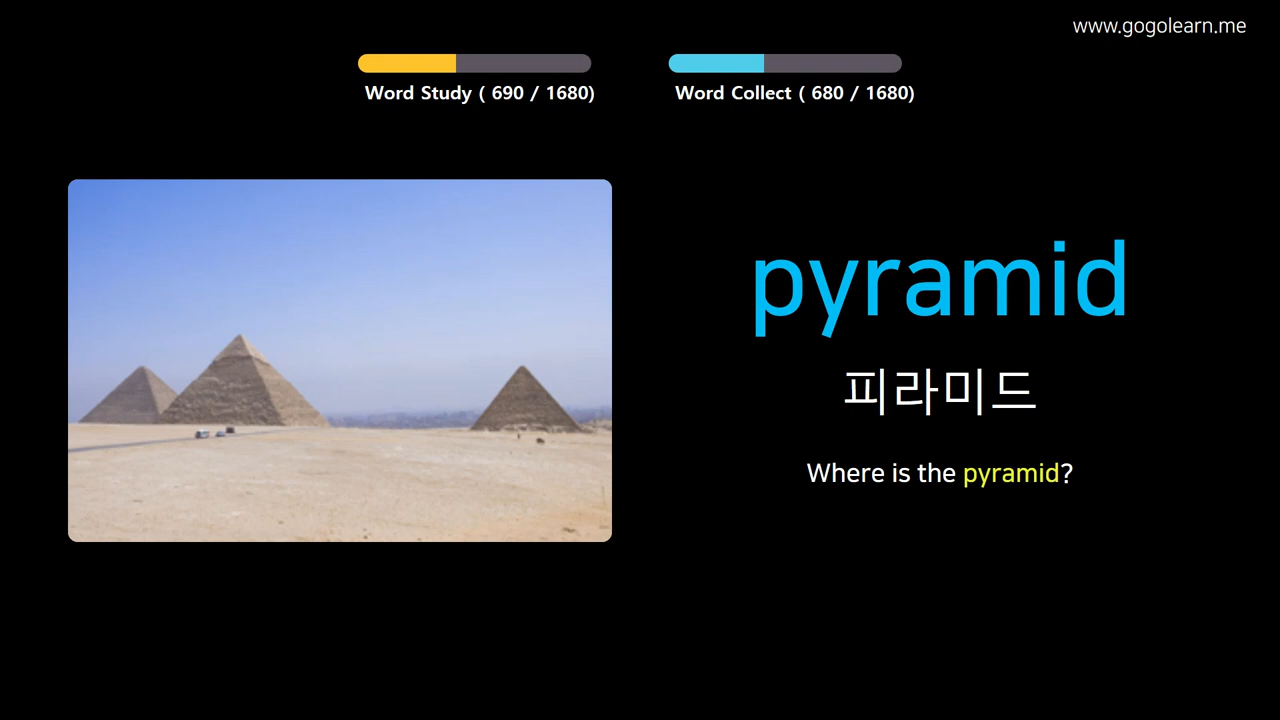 www.gogolearn.me
Word Study ( 690 / 1680)
Word Collect ( 680 / 1680)
pyramid
피라미드
Where is the pyramid?